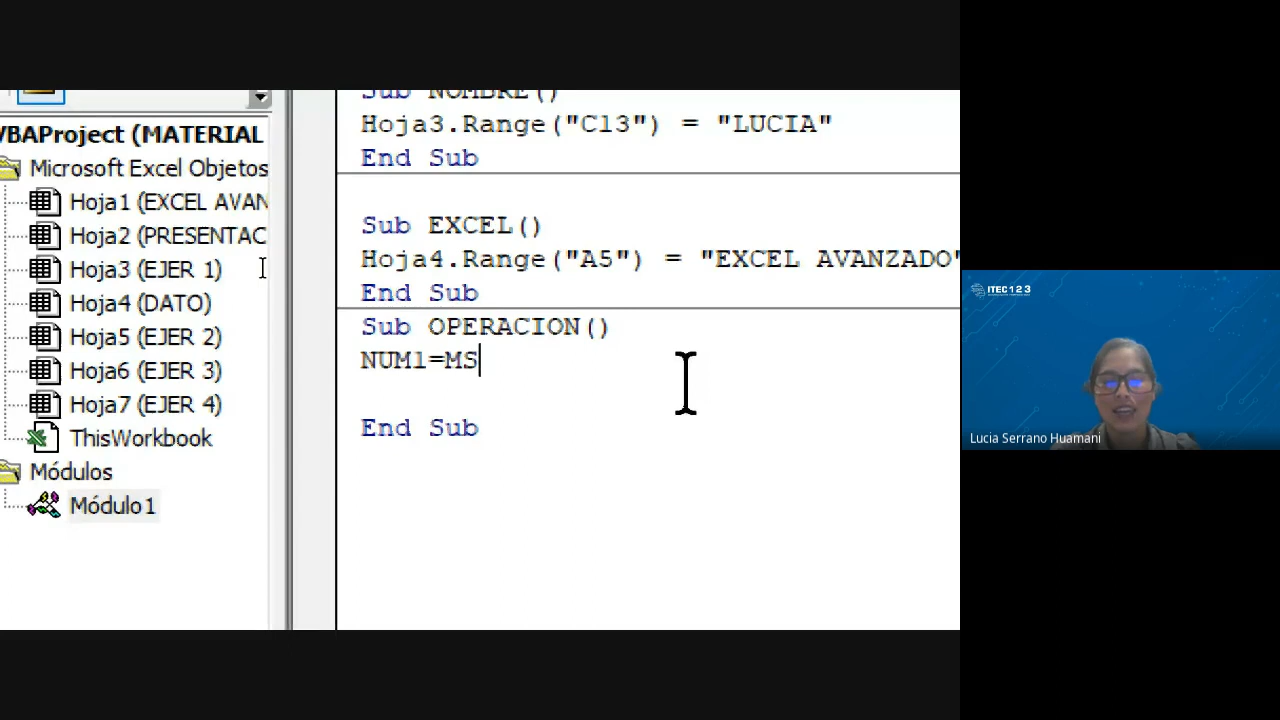 VBAProject (MATERIAL
Microsoft Excel Objetos
Hoja1 (EXCEL AVAN
Hoja2 (PRESENTAC
Hoja3 (EJER 1)
Hoja4 (DATO)
Hoja5 (EJER 2)
Hoja6 (EJER 3)
Hoja7 (EJER 4)
ThisWorkbook
Módulos
Módulo1
Sub NOMBRE()
Hoja3.Range("C13") = "LUCIA"
End Sub
Sub EXCEL()
Hoja4.Range("A5") = "EXCEL AVANZADO"
End Sub
Sub OPERACION()
NUM1=MS
End Sub
ITEC123
Lucia Serrano Huamani